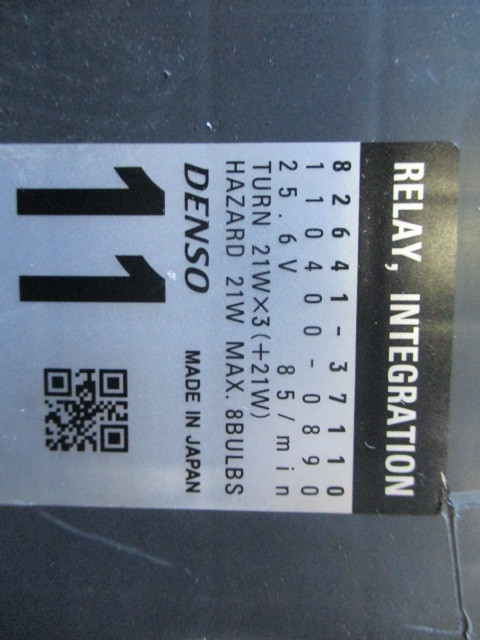 RELAY, INTEGRATION
82641-37110
110400-0890
25.6V 85/min
TURN 21W×3(+21W)
HAZARD 21W MAX. 8BULBS
DENSO MADE IN JAPAN
11